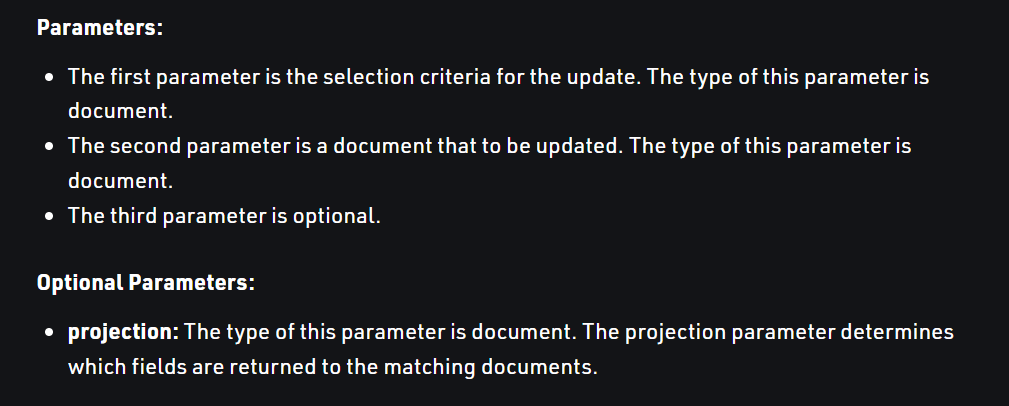 Parameters:
• The first parameter is the selection criteria for the update. The type of this parameter is
document.
• The second parameter is a document that to be updated. The type of this parameter is
document.
• The third parameter is optional.
Optional Parameters:
• projection: The type of this parameter is document. The projection parameter determines
which fields are returned to the matching documents.